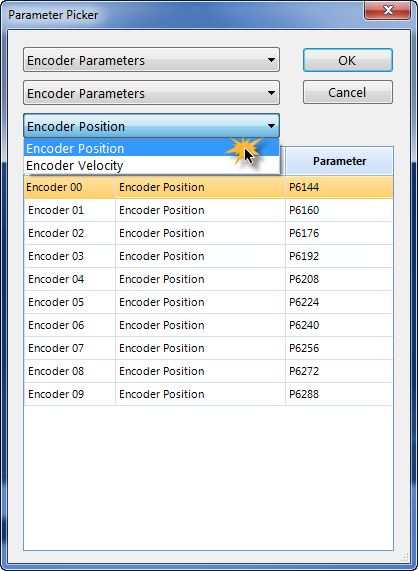 Parameter Picker
Encoder Parameters
OK
Encoder Parameters
Cancel
Encoder Position
Encoder Position
Encoder Velocity
Parameter
Encoder 00 Encoder Position P6144
Encoder 01 Encoder Position P6160
Encoder 02 Encoder Position P6176
Encoder 03 Encoder Position P6192
Encoder 04 Encoder Position P6208
Encoder 05 Encoder Position P6224
Encoder 06 Encoder Position P6240
Encoder 07 Encoder Position P6256
Encoder 08 Encoder Position P6272
Encoder 09 Encoder Position P6288